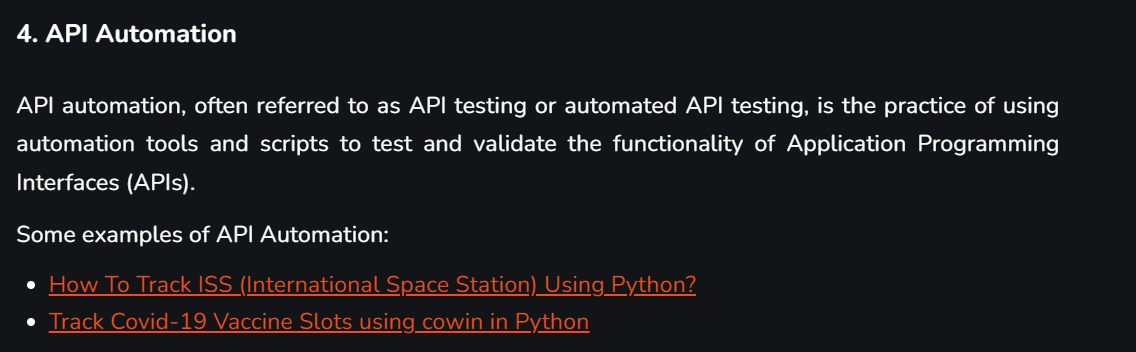 4. API Automation
API automation, often referred to as API testing or automated API testing, is the practice of using
automation tools and scripts to test and validate the functionality of Application Programming
Interfaces (APIs).
Some examples of API Automation:
• How To Track ISS (International Space Station) Using Python?
• Track Covid-19 Vaccine Slots using cowin in Python